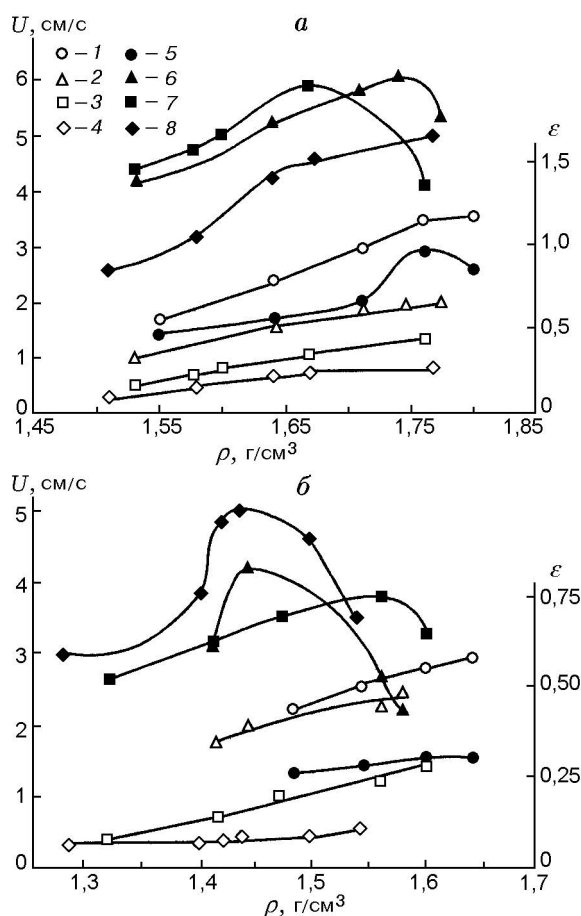 U, см/с
а
○ – 1 ● – 5
△ – 2 ▲ – 6
□ – 3 ■ – 7
◇ – 4 ◆ – 8
6
5
4
3
2
1
0
ε
1,5
1,0
0,5
0
1,45 1,55 1,65 1,75 1,85
ρ, г/см³
U, см/с
б
5
4
3
2
1
0
ε
0,75
0,50
0,25
0
1,3 1,4 1,5 1,6 1,7
ρ, г/см³